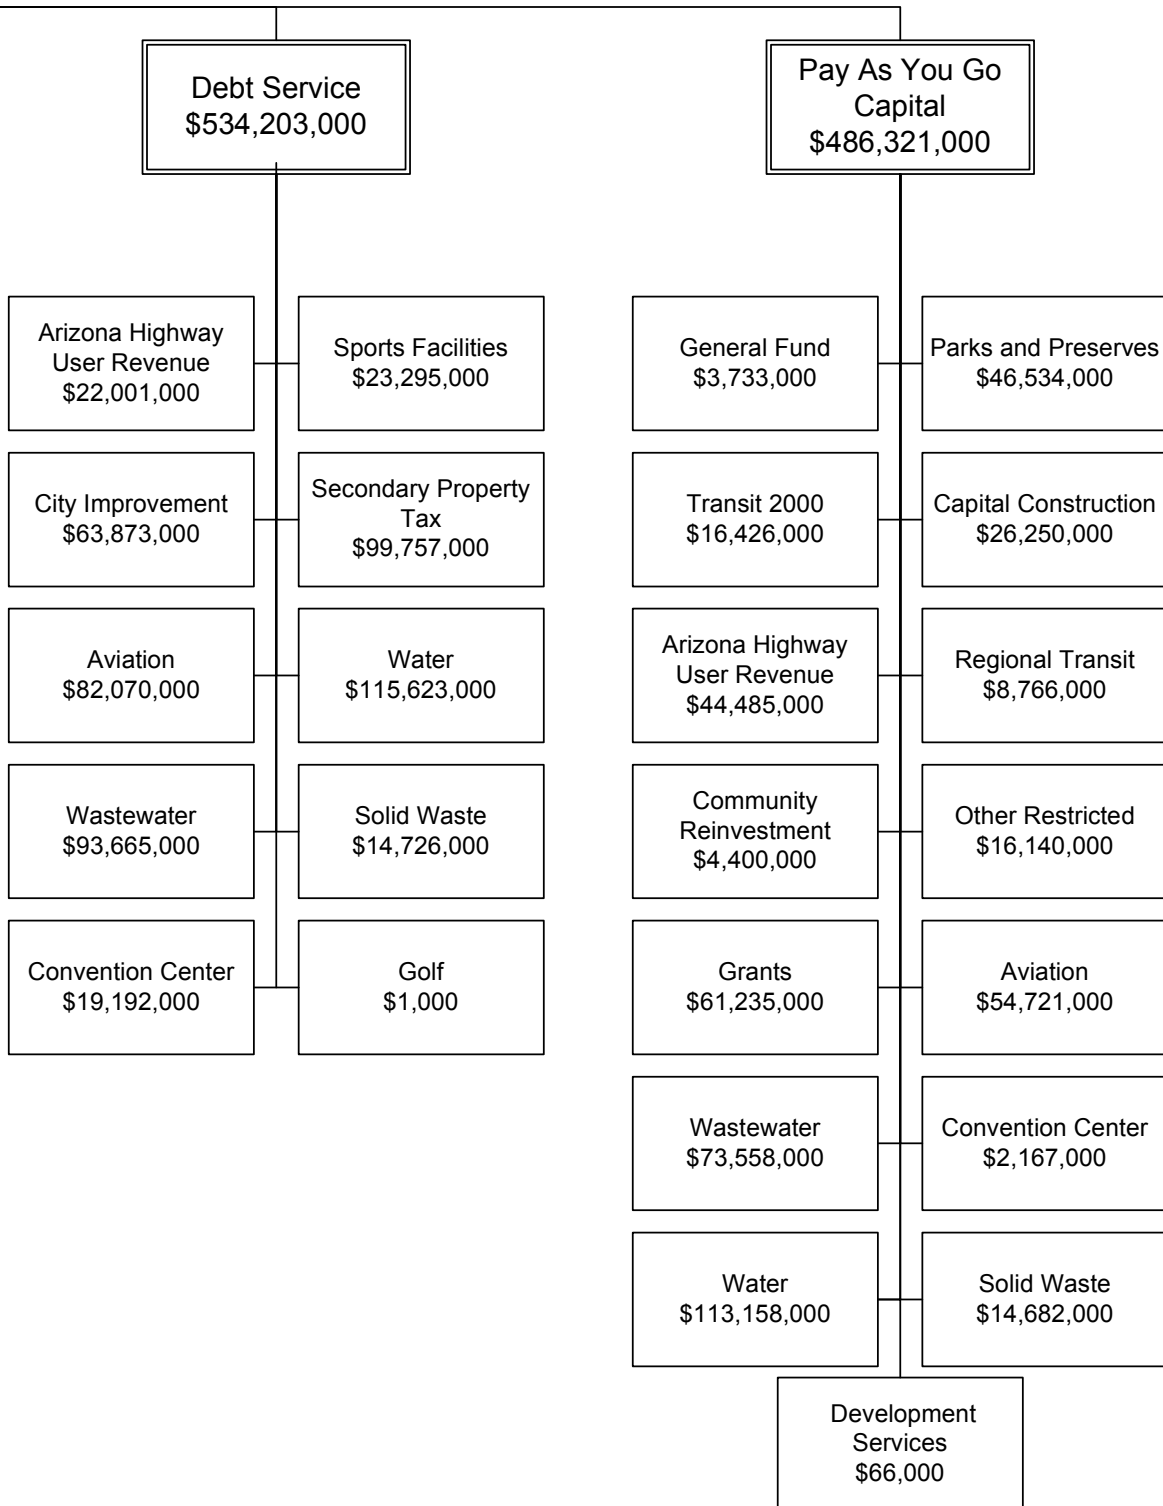 Debt Service
$534,203,000
Pay As You Go
Capital
$486,321,000
Arizona Highway
User Revenue
$22,001,000
Sports Facilities
$23,295,000
City Improvement
$63,873,000
Secondary Property
Tax
$99,757,000
Aviation
$82,070,000
Water
$115,623,000
Wastewater
$93,665,000
Solid Waste
$14,726,000
Convention Center
$19,192,000
Golf
$1,000
General Fund
$3,733,000
Parks and Preserves
$46,534,000
Transit 2000
$16,426,000
Capital Construction
$26,250,000
Arizona Highway
User Revenue
$44,485,000
Regional Transit
$8,766,000
Community
Reinvestment
$4,400,000
Other Restricted
$16,140,000
Grants
$61,235,000
Aviation
$54,721,000
Wastewater
$73,558,000
Convention Center
$2,167,000
Water
$113,158,000
Solid Waste
$14,682,000
Development
Services
$66,000